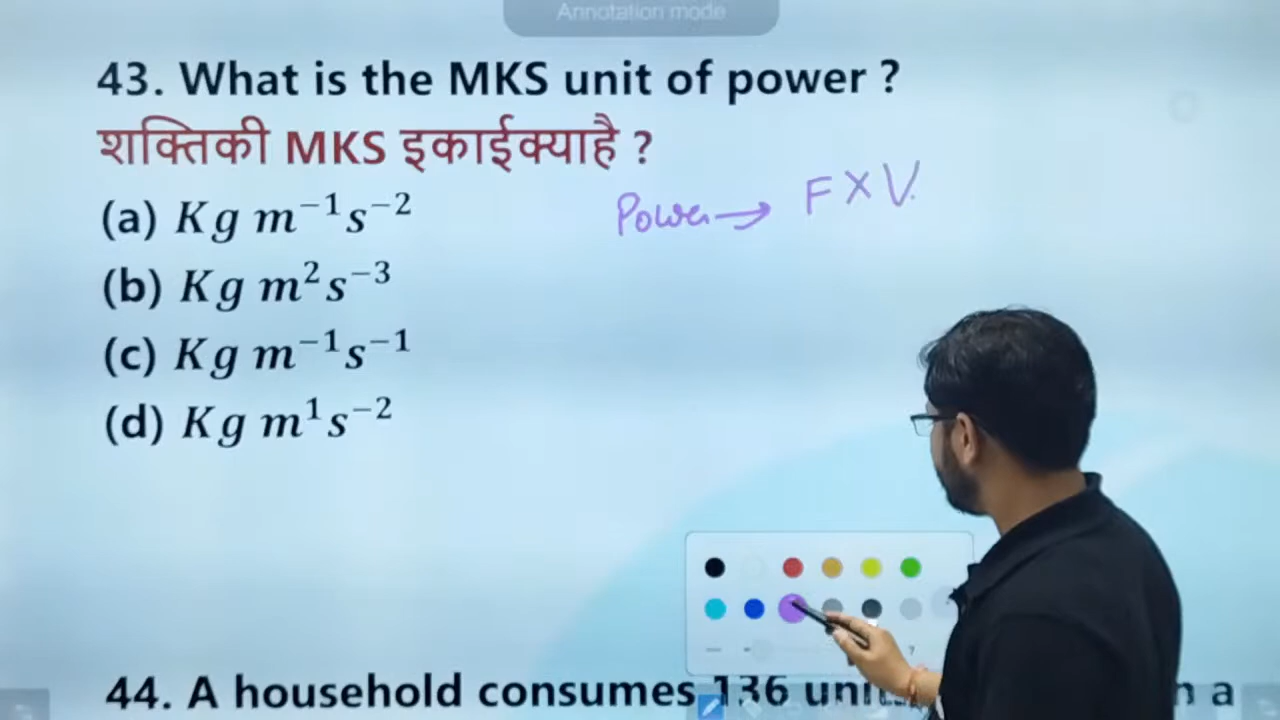 Annotation mode
43. What is the MKS unit of power ?
शक्तिकी MKS इकाईक्याहै ?
Power → F × V.
(a) Kg m⁻¹s⁻²
(b) Kg m²s⁻³
(c) Kg m⁻¹s⁻¹
(d) Kg m¹s⁻²
44. A household consumes 136 a